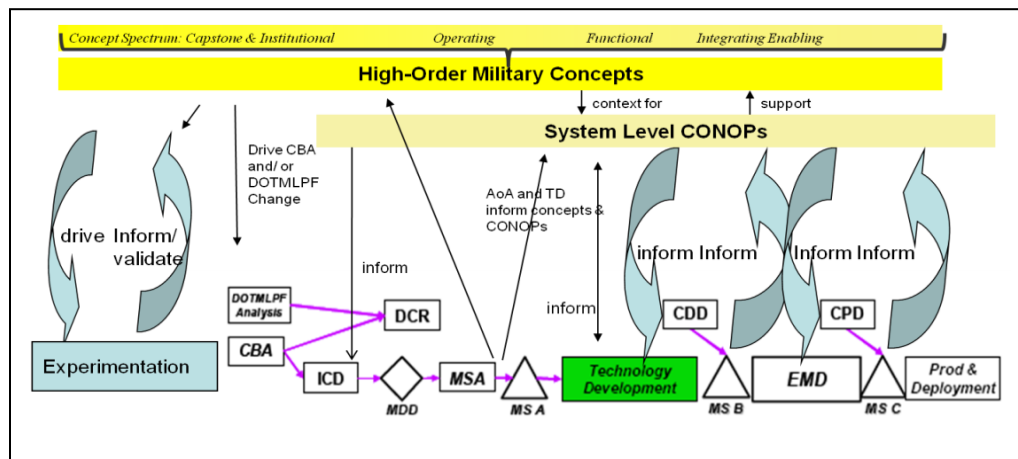 Concept Spectrum: Capstone & Institutional Operating Functional Integrating Enabling
High-Order Military Concepts
context for
support
System Level CONOPs
Drive CBA
and/ or
DOTMLPF
Change
AoA and TD
inform concepts &
CONOPs
drive Inform/
validate
inform Inform
Inform Inform
inform
inform
DOTMLPF
Analysis
DCR
CDD
CPD
CBA
Experimentation
ICD
MDD
MSA
MS A
Technology
Development
MS B
EMD
MS C
Prod &
Deployment